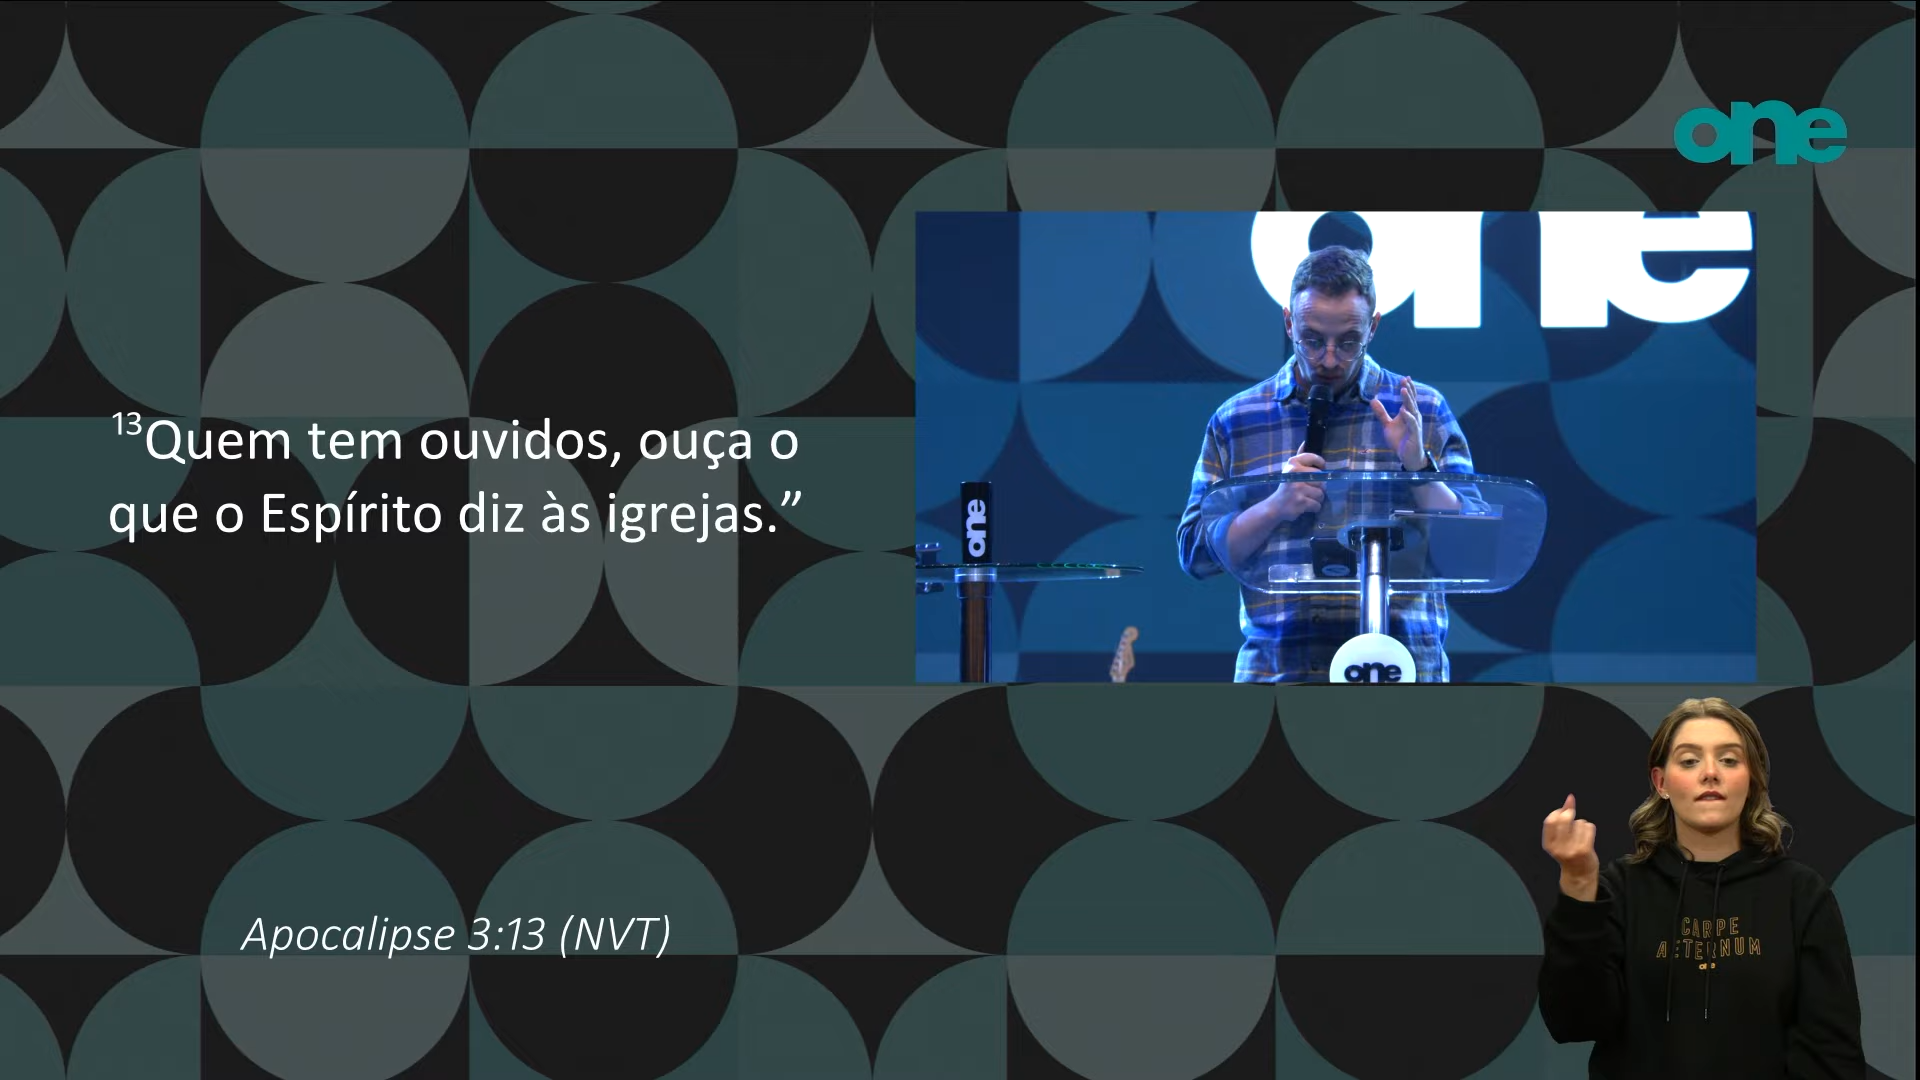 one
one
¹³Quem tem ouvidos, ouça o
que o Espírito diz às igrejas.”
one
one
Apocalipse 3:13 (NVT)
CARPE
AETERNUM
one